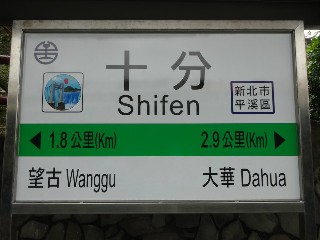 十分
Shifen
新北市
平溪區
1.8 公里(Km)
2.9 公里(Km)
望古 Wanggu
大華 Dahua